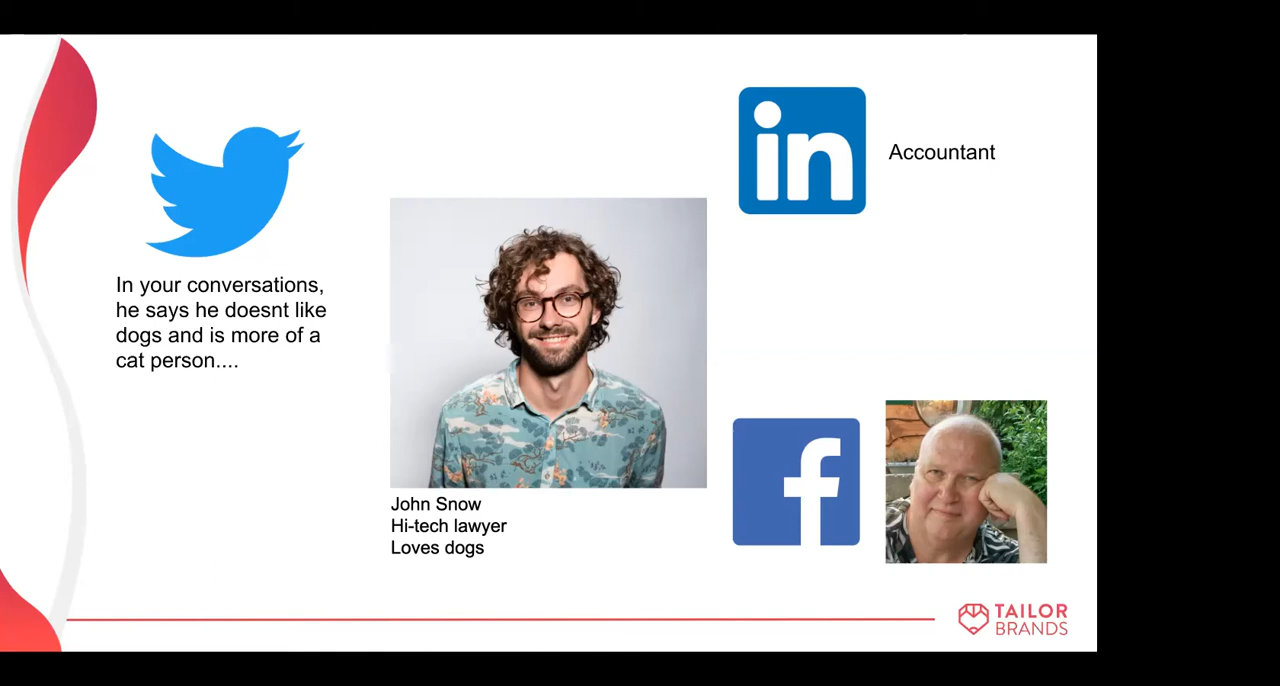 in
Accountant
In your conversations,
he says he doesnt like
dogs and is more of a
cat person....
John Snow
Hi-tech lawyer
Loves dogs
f
TAILOR
BRANDS